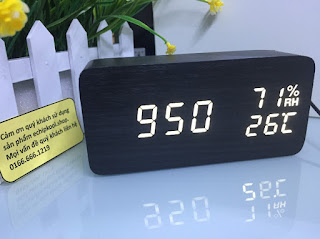 Cảm ơn quý khách sử dụng
sản phẩm echipkool.shop.
Mọi vấn đề quý khách liên hệ
0166.666.1219
950
71%RH
26℃